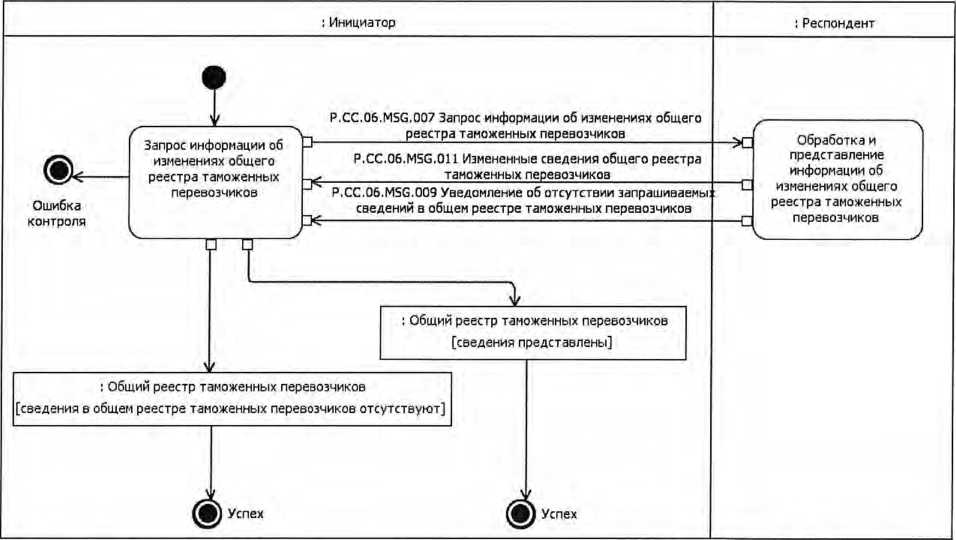 : Инициатор
: Респондент
P.CC.06.MSG.007 Запрос информации об изменениях общего
реестра таможенных перевозчиков
Запрос информации об
изменениях общего
реестра таможенных
перевозчиков
P.CC.06.MSG.011 Измененные сведения общего реестра
таможенных перевозчиков
P.CC.06.MSG.009 Уведомление об отсутствии запрашиваемых
сведений в общем реестре таможенных перевозчиков
Обработка и
представление
информации об
изменениях общего
реестра таможенных
перевозчиков
Ошибка
контроля
: Общий реестр таможенных перевозчиков
[сведения представлены]
: Общий реестр таможенных перевозчиков
[сведения в общем реестре таможенных перевозчиков отсутствуют]
Успех
Успех